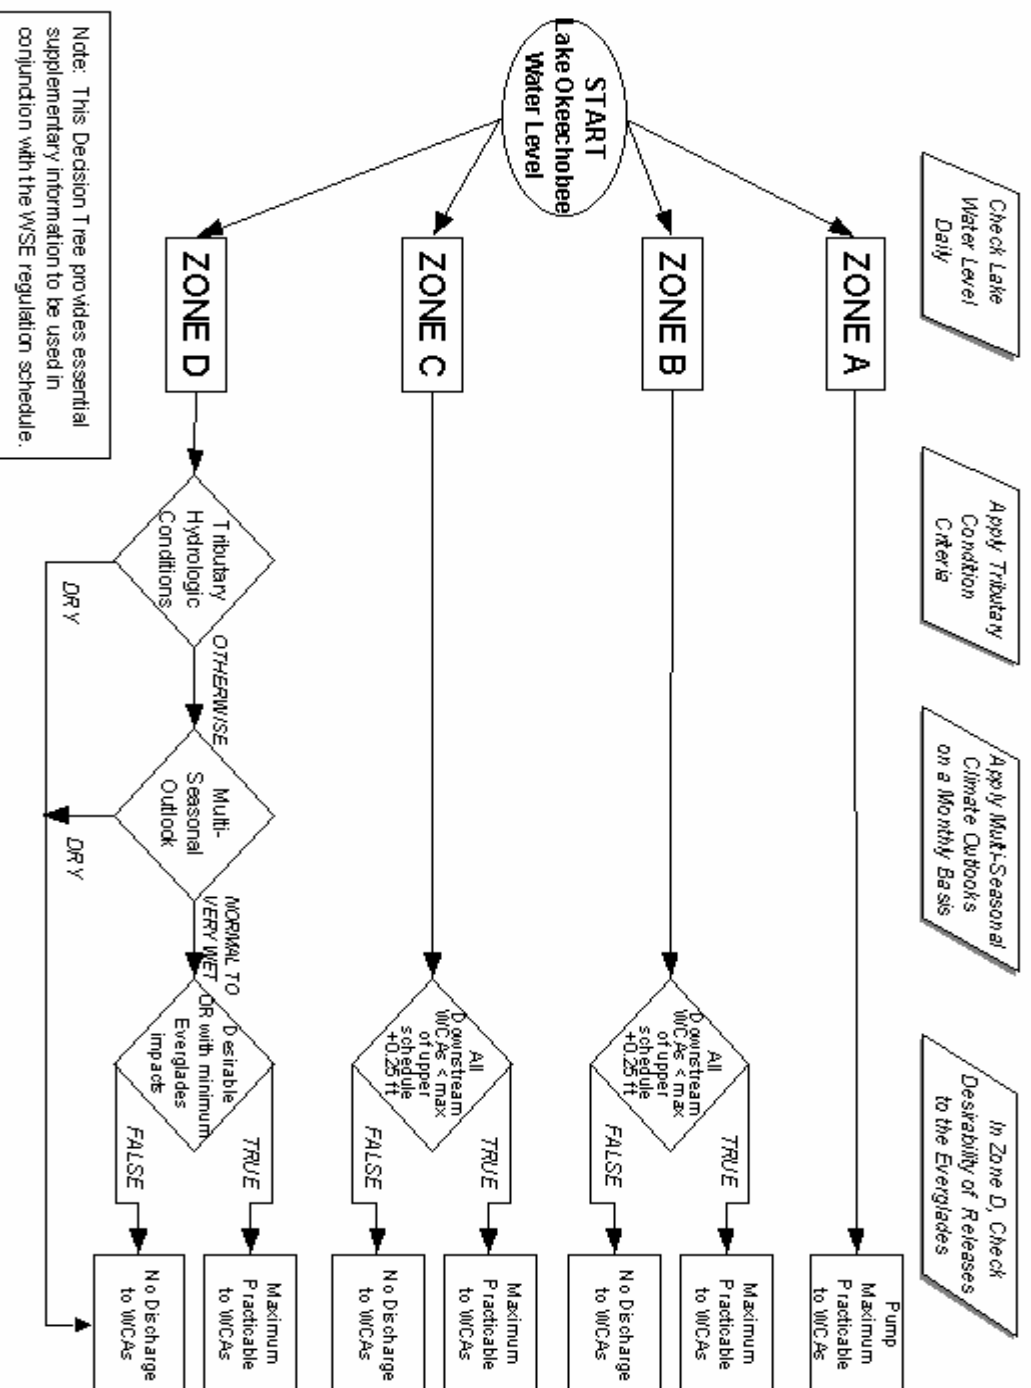 Check Lake
Water Level
Daily
Apply Tributary
Condition
Criteria
Apply Multi-Seasonal
Climate Outlooks
on a Monthly Basis
In Zone D, Check
Desirability of Releases
to the Everglades
START
Lake Okeechobee
Water Level
ZONE A
Pump
Maximum
Practicable
to WCAs
ZONE B
All
Downstream
WCAs < max
of upper
schedule
+0.25 ft
TRUE
Maximum
Practicable
to WCAs
FALSE
No Discharge
to WCAs
ZONE C
All
Downstream
WCAs < max
of upper
schedule
+0.25 ft
TRUE
Maximum
Practicable
to WCAs
FALSE
No Discharge
to WCAs
ZONE D
Tributary
Hydrologic
Conditions
OTHERWISE
DRY
Multi-
Seasonal
Outlook
NORMAL TO
VERY WET
DRY
Desirable
OR with minimum
Everglades
impacts
TRUE
Maximum
Practicable
to WCAs
FALSE
No Discharge
to WCAs
Note: This Decision Tree provides essential
supplementary information to be used in
conjunction with the WSE regulation schedule.